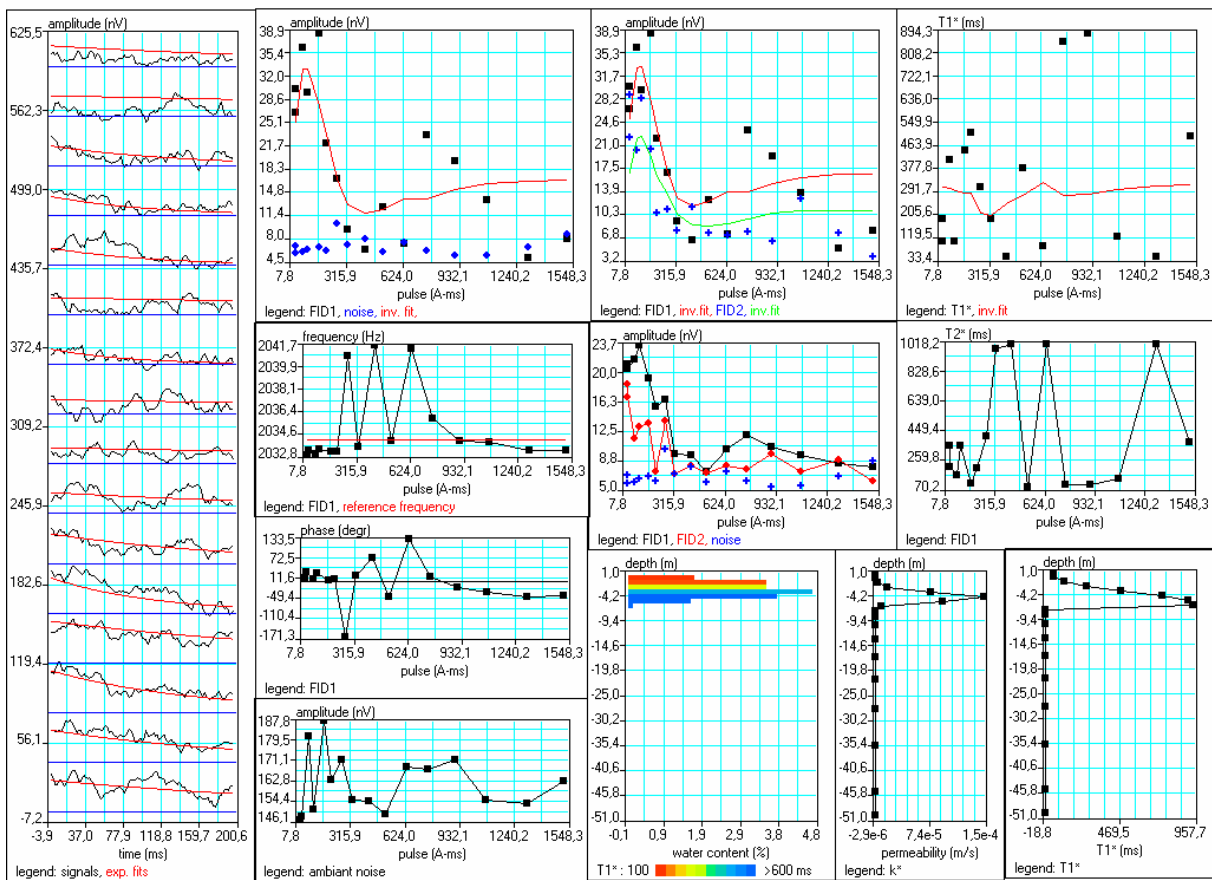 amplitude (nV)
625,5
562,3
499,0
435,7
372,4
309,2
245,9
182,6
119,4
56,1
-7,2
-3,9 37,0 77,9 118,8 159,7 200,6
time (ms)
legend: signals, exp. fits
amplitude (nV)
38,9
35,4
32,0
28,6
25,1
21,7
18,3
14,8
11,4
8,0
4,5
7,8 315,9 624,0 932,1 1240,2 1548,3
pulse (A-ms)
legend: FID1, noise, inv. fit,
amplitude (nV)
38,9
35,3
31,8
28,2
24,6
21,0
17,5
13,9
10,3
6,8
3,2
7,8 315,9 624,0 932,1 1240,2 1548,3
pulse (A-ms)
legend: FID1, inv.fit, FID2, inv.fit
T1* (ms)
894,3
808,2
722,1
636,0
549,9
463,9
377,8
291,7
205,6
119,5
33,4
7,8 315,9 624,0 932,1 1240,2 1548,3
pulse (A-ms)
legend: T1*, inv.fit
frequency (Hz)
2041,7
2039,9
2038,1
2036,4
2034,6
2032,8
7,8 315,9 624,0 932,1 1240,2 1548,3
pulse (A-ms)
legend: FID1, reference frequency
amplitude (nV)
23,7
20,0
16,3
12,5
8,8
5,0
7,8 315,9 624,0 932,1 1240,2 1548,3
pulse (A-ms)
legend: FID1, FID2, noise
T2* (ms)
1018,2
828,6
639,0
449,4
259,8
70,2
7,8 315,9 624,0 932,1 1240,2 1548,3
pulse (A-ms)
legend: FID1
phase (degr)
133,5
72,5
11,6
-49,4
-110,4
-171,3
7,8 315,9 624,0 932,1 1240,2 1548,3
pulse (A-ms)
legend: FID1
amplitude (nV)
187,8
179,5
171,1
162,8
154,4
146,1
7,8 315,9 624,0 932,1 1240,2 1548,3
pulse (A-ms)
legend: ambiant noise
depth (m)
1,0
-4,2
-9,4
-14,6
-19,8
-25,0
-30,2
-35,4
-40,6
-45,8
-51,0
-0,1 0,9 1,9 2,9 3,8 4,8
water content (%)
T1* : 100 >600 ms
depth (m)
1,0
-4,2
-9,4
-14,6
-19,8
-25,0
-30,2
-35,4
-40,6
-45,8
-51,0
-2,9e-6 7,4e-5 1,5e-4
permeability (m/s)
legend: k*
depth (m)
1,0
-4,2
-9,4
-14,6
-19,8
-25,0
-30,2
-35,4
-40,6
-45,8
-51,0
-18,8 469,5 957,7
T1* (ms)
legend: T1*